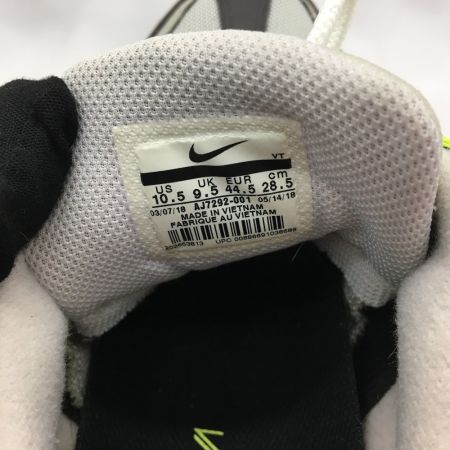 VT
US UK EUR cm
10.5 9.5 44.5 28.5
03/07/18 AJ7292-001 05/14/18
MADE IN VIETNAM
FABRIQUE AU VIETNAM